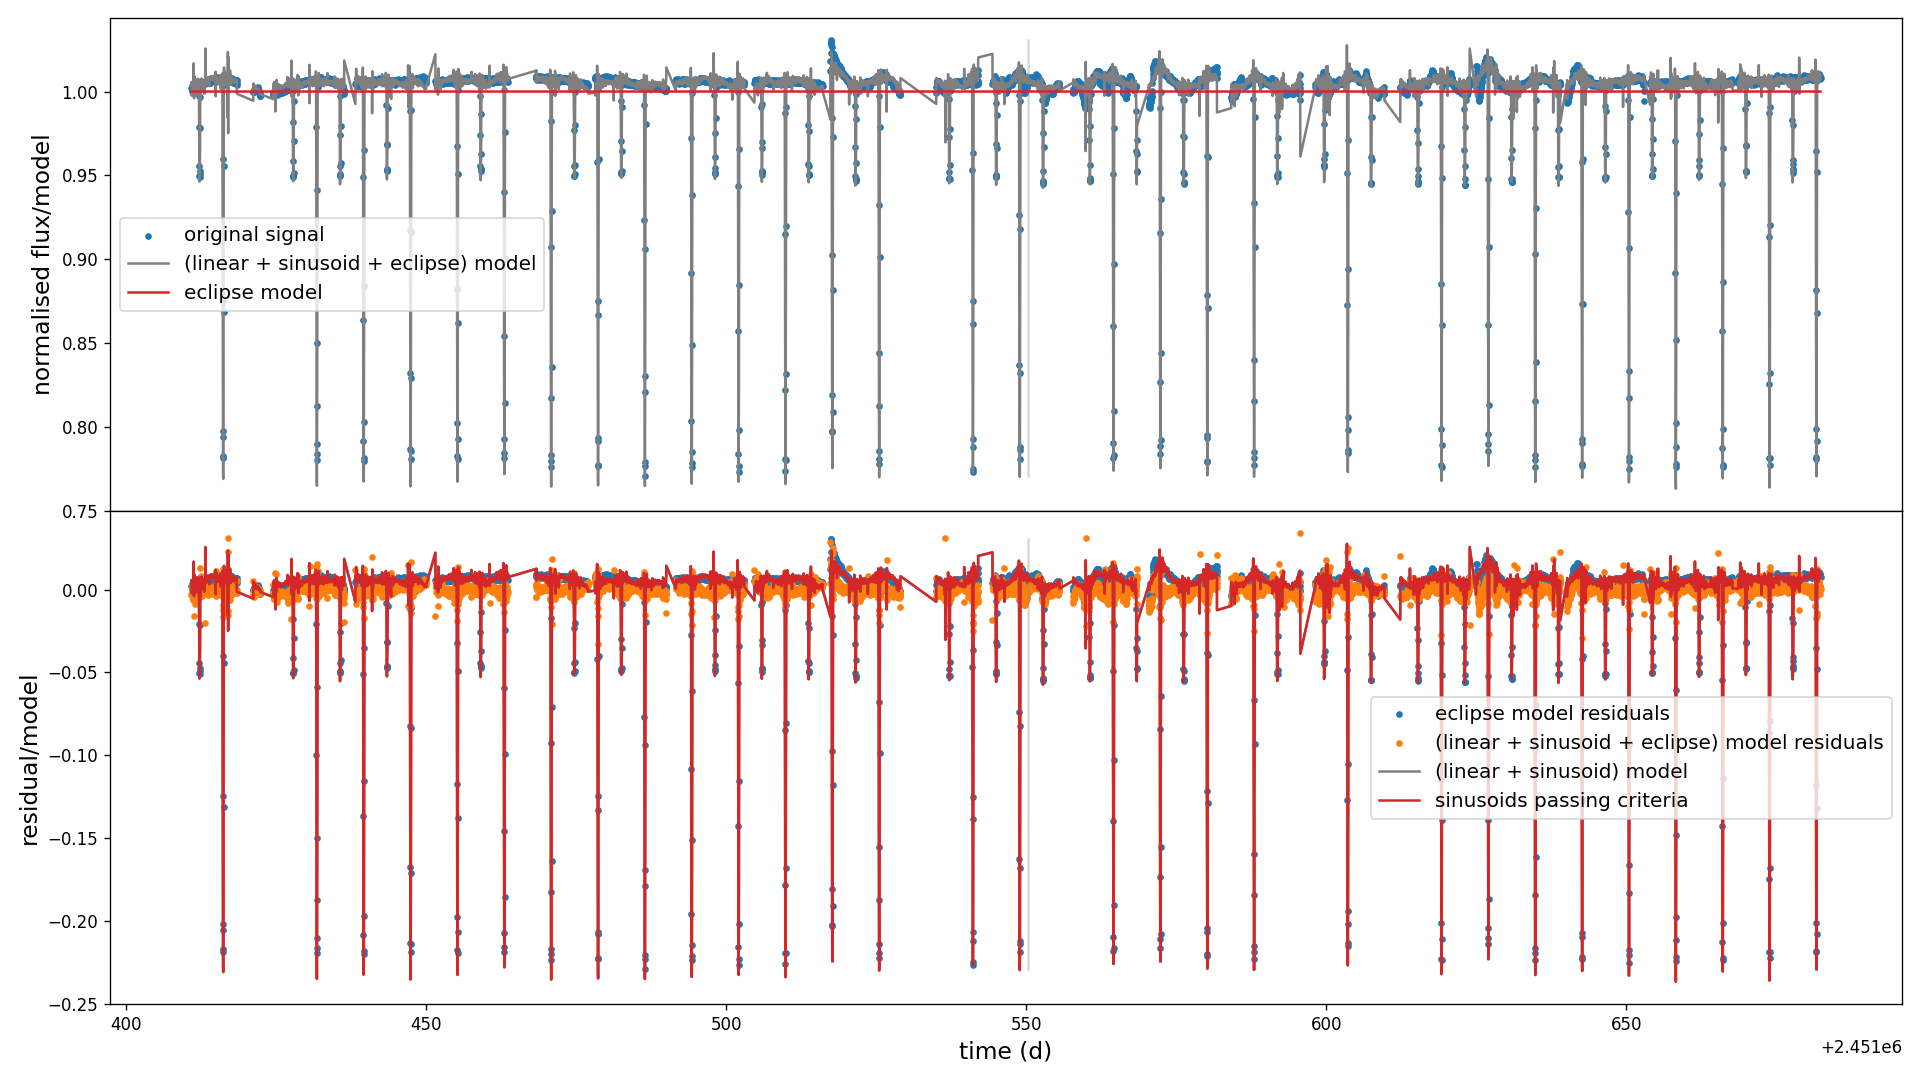 normalised flux/model
1.00
0.95
0.90
0.85
0.80
0.75
original signal
(linear + sinusoid + eclipse) model
eclipse model
residual/model
0.00
−0.05
−0.10
−0.15
−0.20
−0.25
eclipse model residuals
(linear + sinusoid + eclipse) model residuals
(linear + sinusoid) model
sinusoids passing criteria
400 450 500 550 600 650
time (d)
+2.451e6